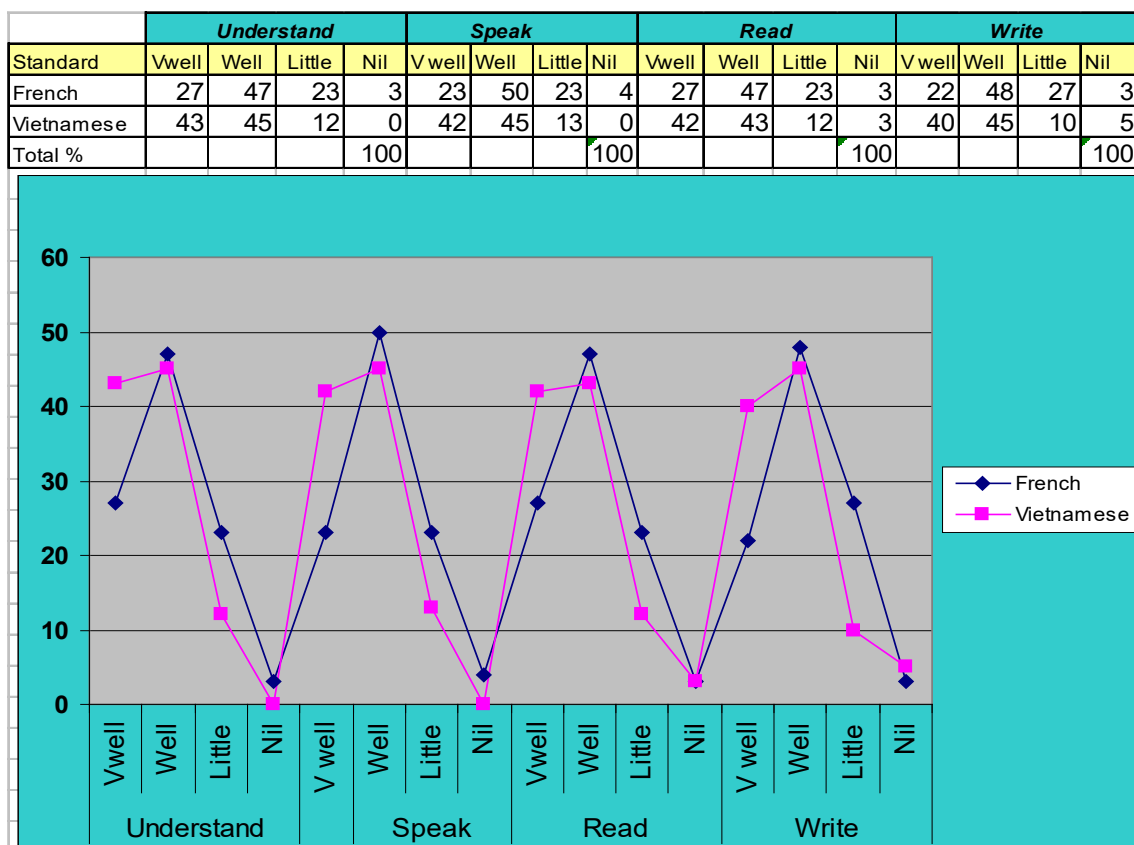 Understand Speak Read Write
Standard Vwell Well Little Nil V well Well Little Nil Vwell Well Little Nil V well Well Little Nil
French 27 47 23 3 23 50 23 4 27 47 23 3 22 48 27 3
Vietnamese 43 45 12 0 42 45 13 0 42 43 12 3 40 45 10 5
Total % 100 100 100 100
60
50
40
30
20
10
0
French
Vietnamese
Vwell Well Little Nil V well Well Little Nil Vwell Well Little Nil V well Well Little Nil
Understand Speak Read Write